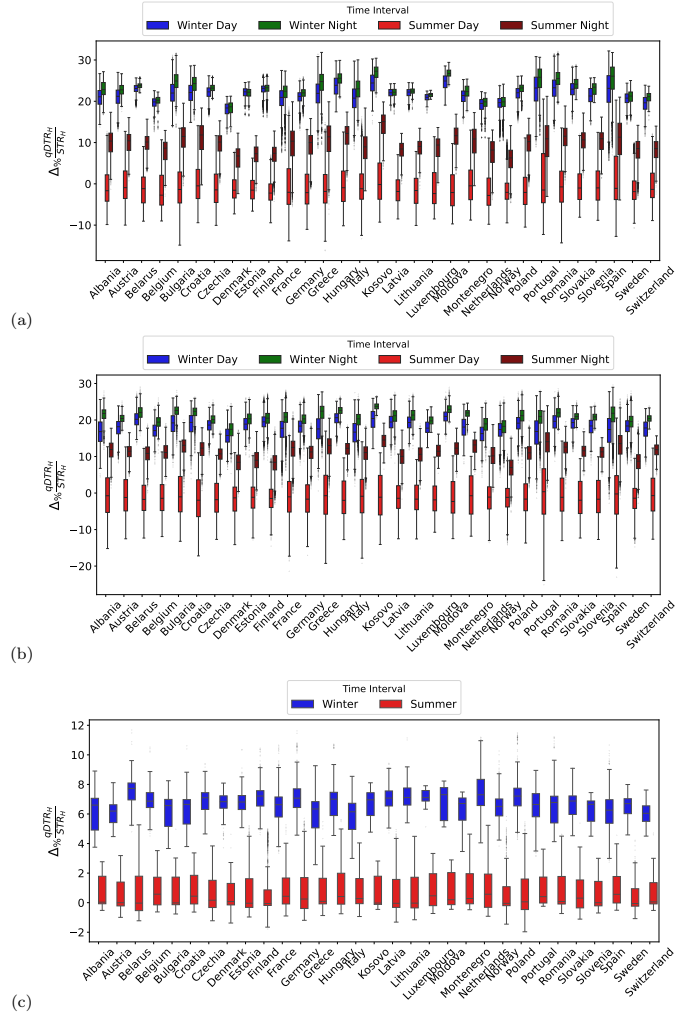 Time Interval
Winter Day Winter Night Summer Day Summer Night
30
20
10
0
−10
Δ% qDTR_H / STR_H
Albania Austria Belarus Belgium Bulgaria Croatia Czechia Denmark Estonia Finland France Germany Greece Hungary Italy Kosovo Latvia Lithuania Luxembourg Moldova Montenegro Netherlands Norway Poland Portugal Romania Slovakia Slovenia Spain Sweden Switzerland
(a)
Time Interval
Winter Day Winter Night Summer Day Summer Night
30
20
10
0
−10
−20
Δ% qDTR_H / STR_H
Albania Austria Belarus Belgium Bulgaria Croatia Czechia Denmark Estonia Finland France Germany Greece Hungary Italy Kosovo Latvia Lithuania Luxembourg Moldova Montenegro Netherlands Norway Poland Portugal Romania Slovakia Slovenia Spain Sweden Switzerland
(b)
Time Interval
Winter Summer
12
10
8
6
4
2
0
−2
Δ% qDTR_H / STR_H
Albania Austria Belarus Belgium Bulgaria Croatia Czechia Denmark Estonia Finland France Germany Greece Hungary Italy Kosovo Latvia Lithuania Luxembourg Moldova Montenegro Netherlands Norway Poland Portugal Romania Slovakia Slovenia Spain Sweden Switzerland
(c)